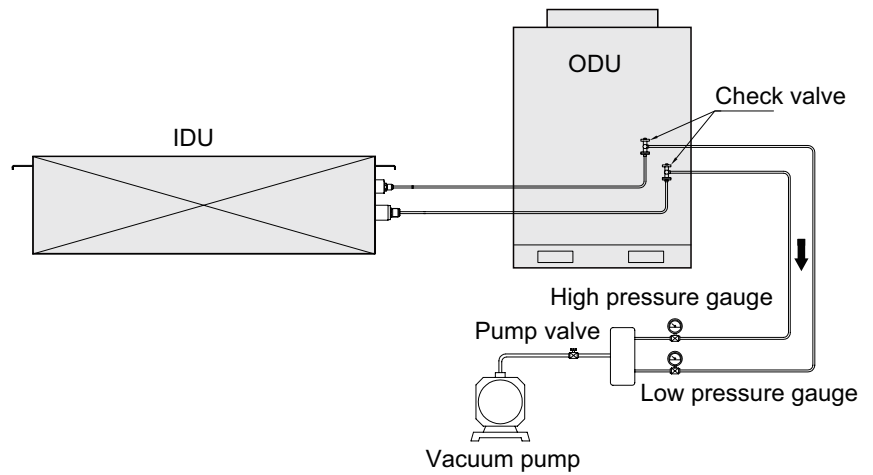 ODU
Check valve
IDU
High pressure gauge
Pump valve
Low pressure gauge
Vacuum pump